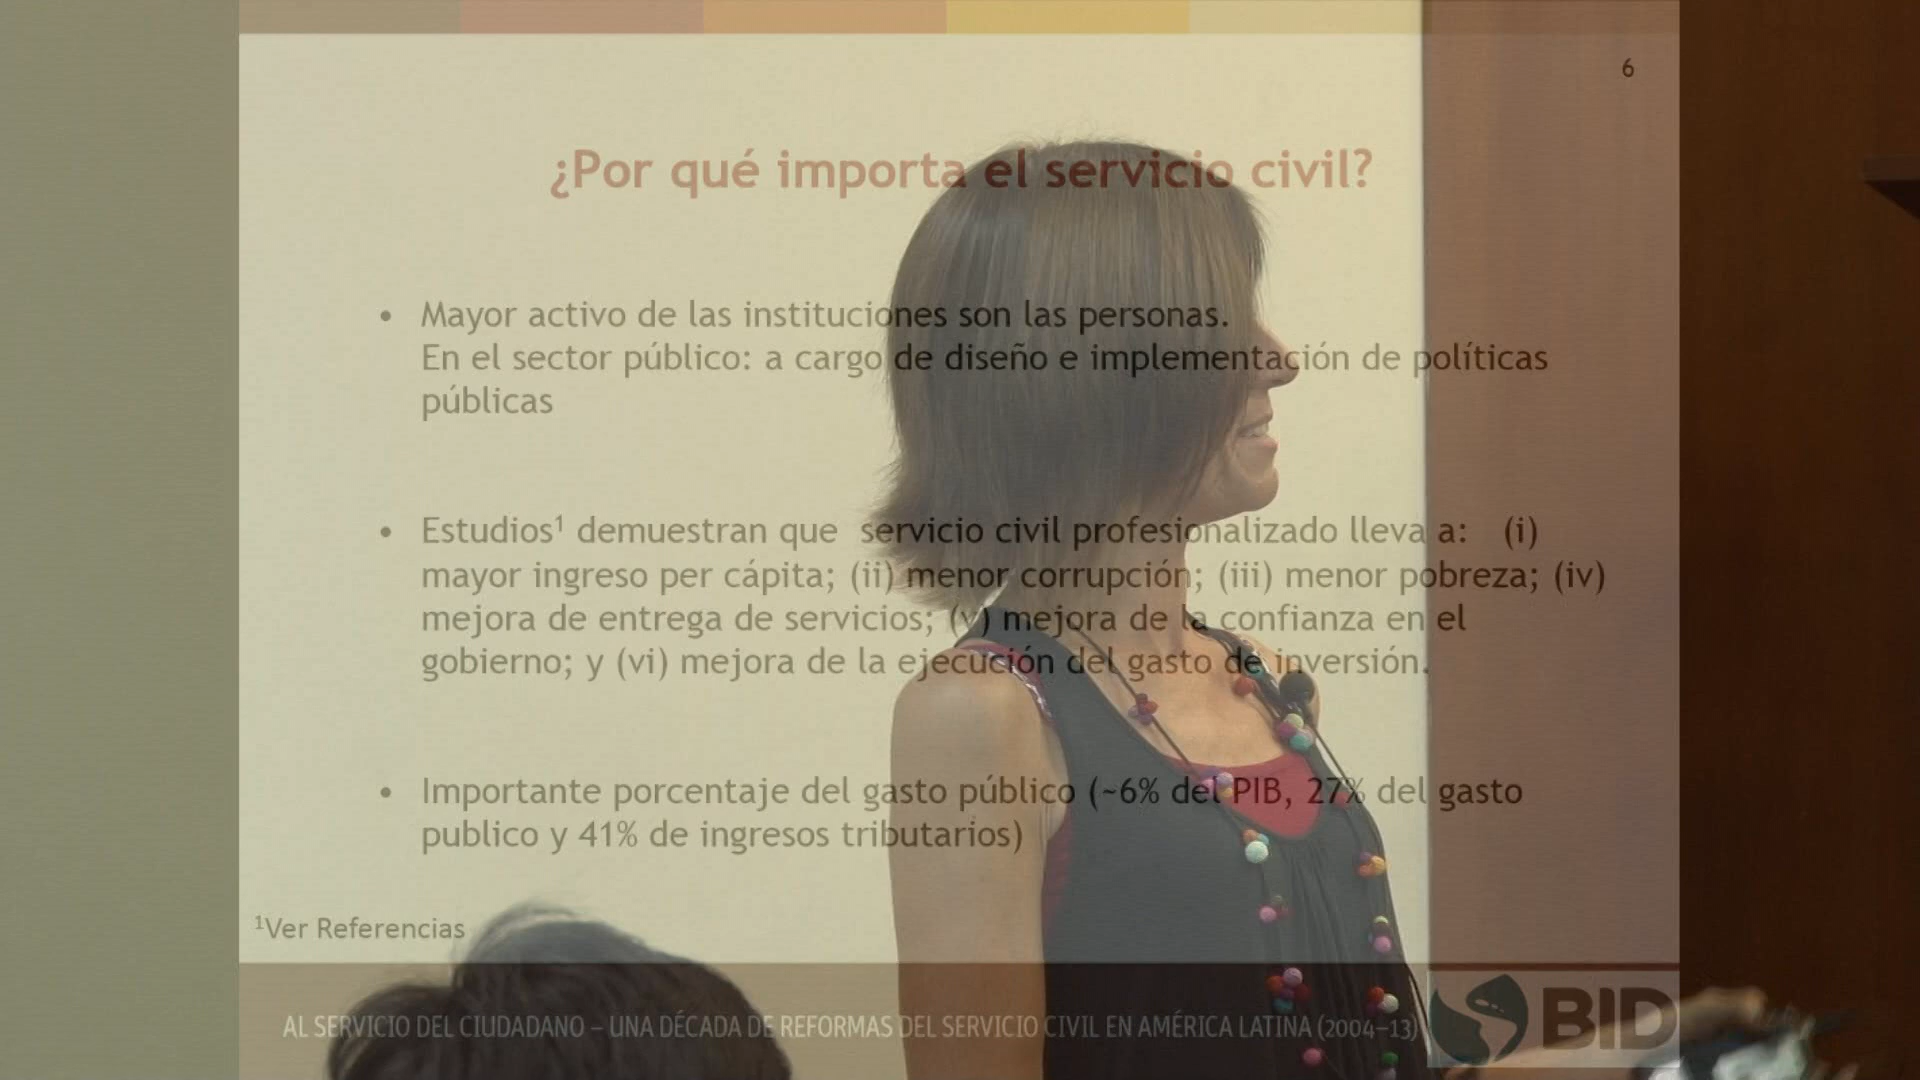 6
¿Por qué importa el servicio civil?
• Mayor activo de las instituciones son las personas.
En el sector público: a cargo de diseño e implementación de políticas
públicas
• Estudios¹ demuestran que servicio civil profesionalizado lleva a: (i)
mayor ingreso per cápita; (ii) menor corrupción; (iii) menor pobreza; (iv)
mejora de entrega de servicios; (v) mejora de la confianza en el
gobierno; y (vi) mejora de la ejecución del gasto de inversión.
• Importante porcentaje del gasto público (~6% del PIB, 27% del gasto
publico y 41% de ingresos tributarios)
¹Ver Referencias
AL SERVICIO DEL CIUDADANO – UNA DÉCADA DE REFORMAS DEL SERVICIO CIVIL EN AMÉRICA LATINA (2004–13)
BID